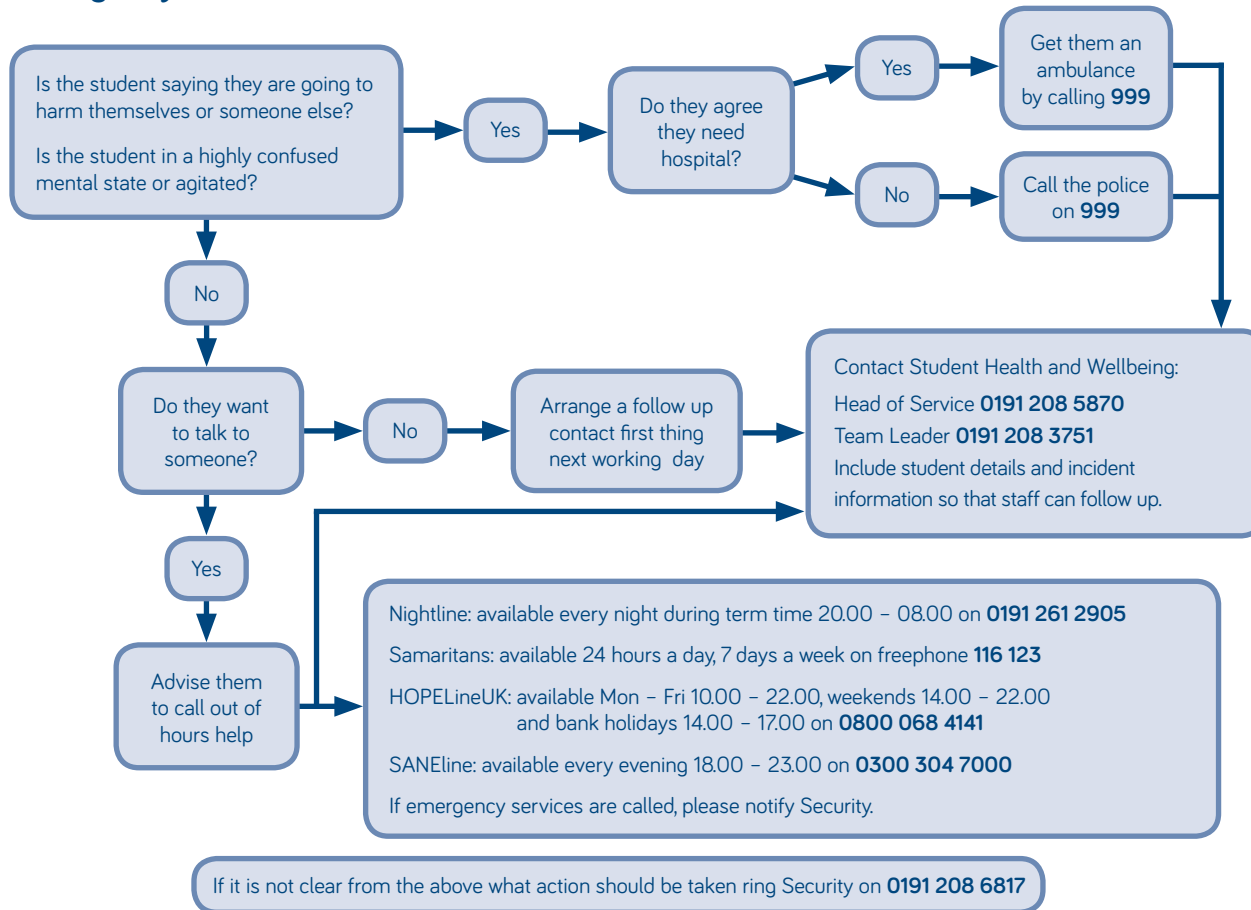 Is the student saying they are going to
harm themselves or someone else?
Is the student in a highly confused
mental state or agitated?
Yes
Do they agree
they need
hospital?
Yes
Get them an
ambulance
by calling 999
No
Call the police
on 999
No
Do they want
to talk to
someone?
No
Arrange a follow up
contact first thing
next working day
Contact Student Health and Wellbeing:
Head of Service 0191 208 5870
Team Leader 0191 208 3751
Include student details and incident
information so that staff can follow up.
Yes
Advise them
to call out of
hours help
Nightline: available every night during term time 20.00 – 08.00 on 0191 261 2905
Samaritans: available 24 hours a day, 7 days a week on freephone 116 123
HOPELineUK: available Mon – Fri 10.00 – 22.00, weekends 14.00 – 22.00
and bank holidays 14.00 – 17.00 on 0800 068 4141
SANEline: available every evening 18.00 – 23.00 on 0300 304 7000
If emergency services are called, please notify Security.
If it is not clear from the above what action should be taken ring Security on 0191 208 6817